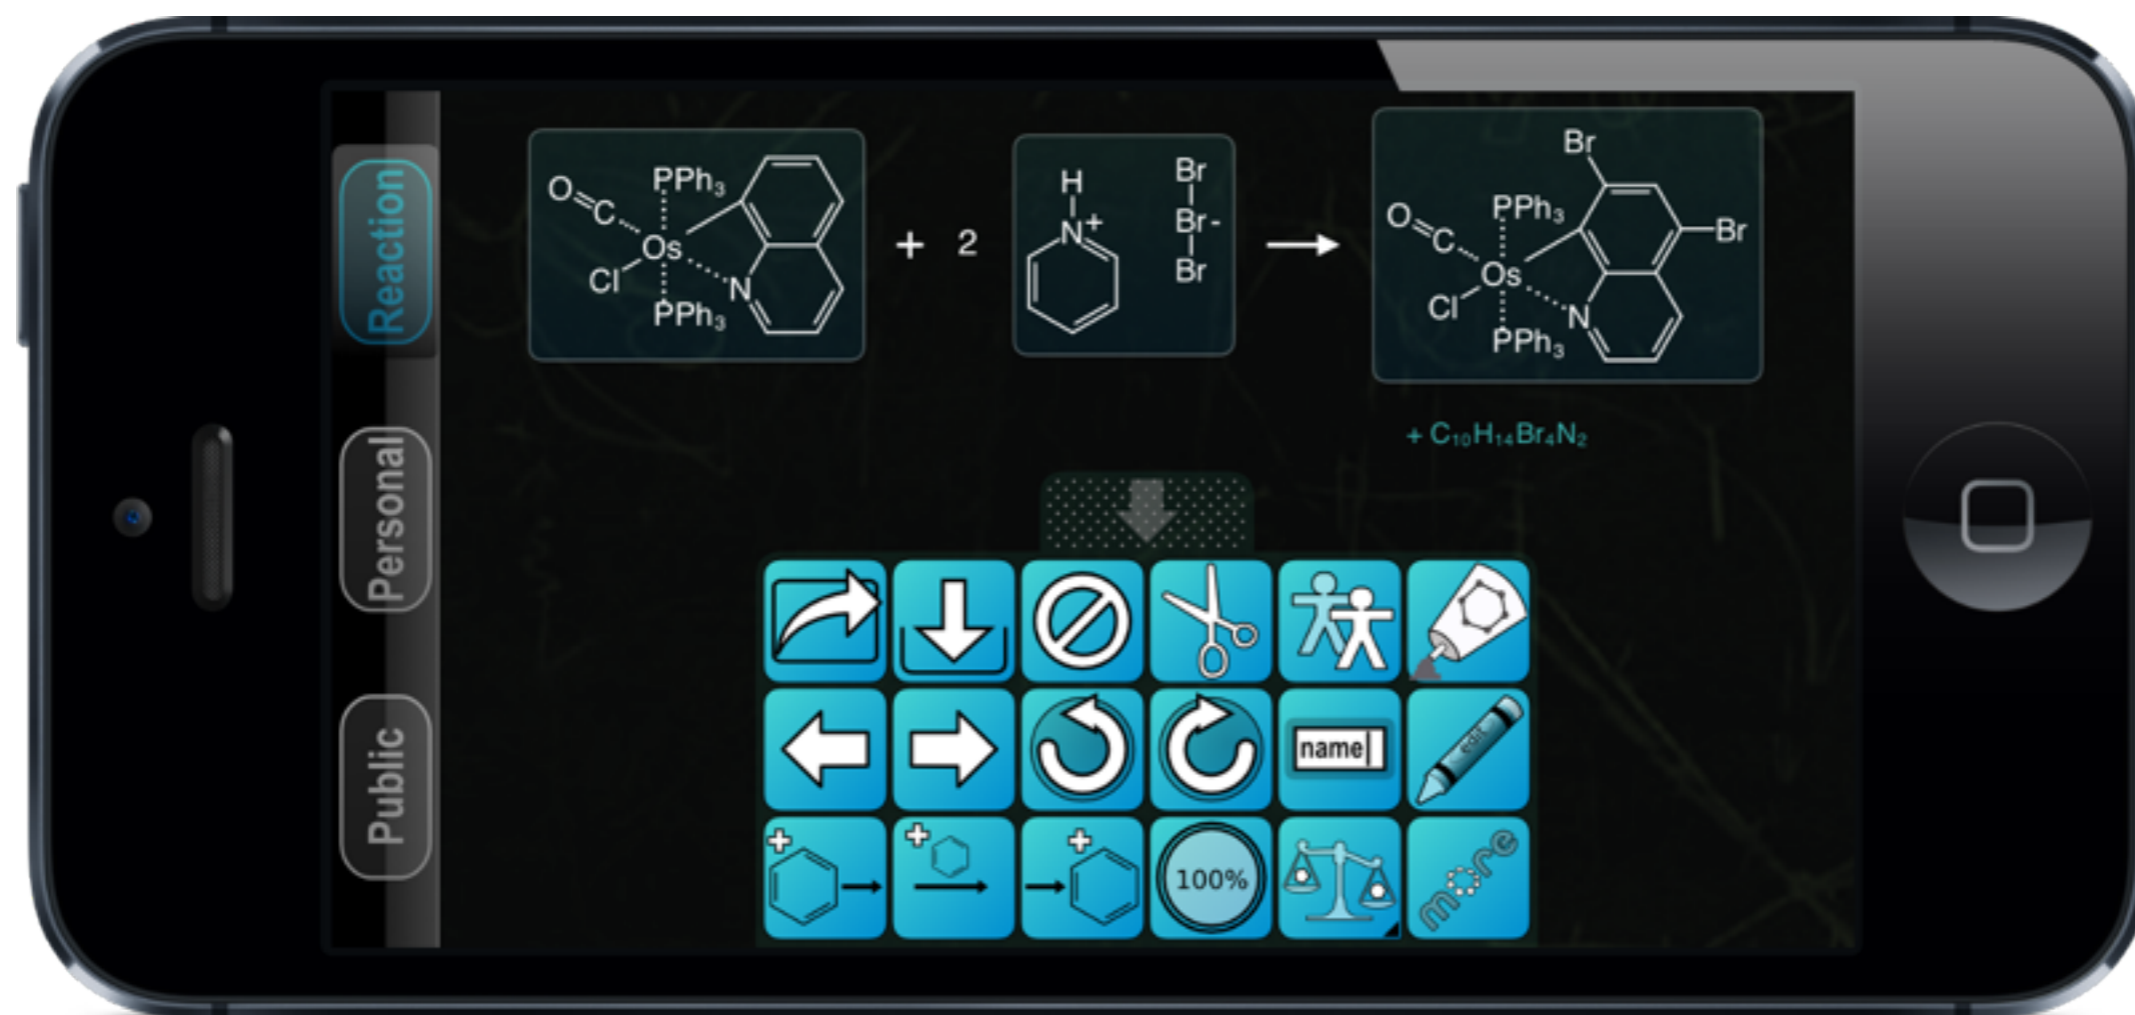 Reaction
Personal
Public
O
C
PPh3
Os
Cl
N
PPh3
+ 2
H
N+
Br
Br-
Br
Br
O
C
PPh3
Br
Os
Cl
N
PPh3
+ C10H14Br4N2
name
edit
100%
more